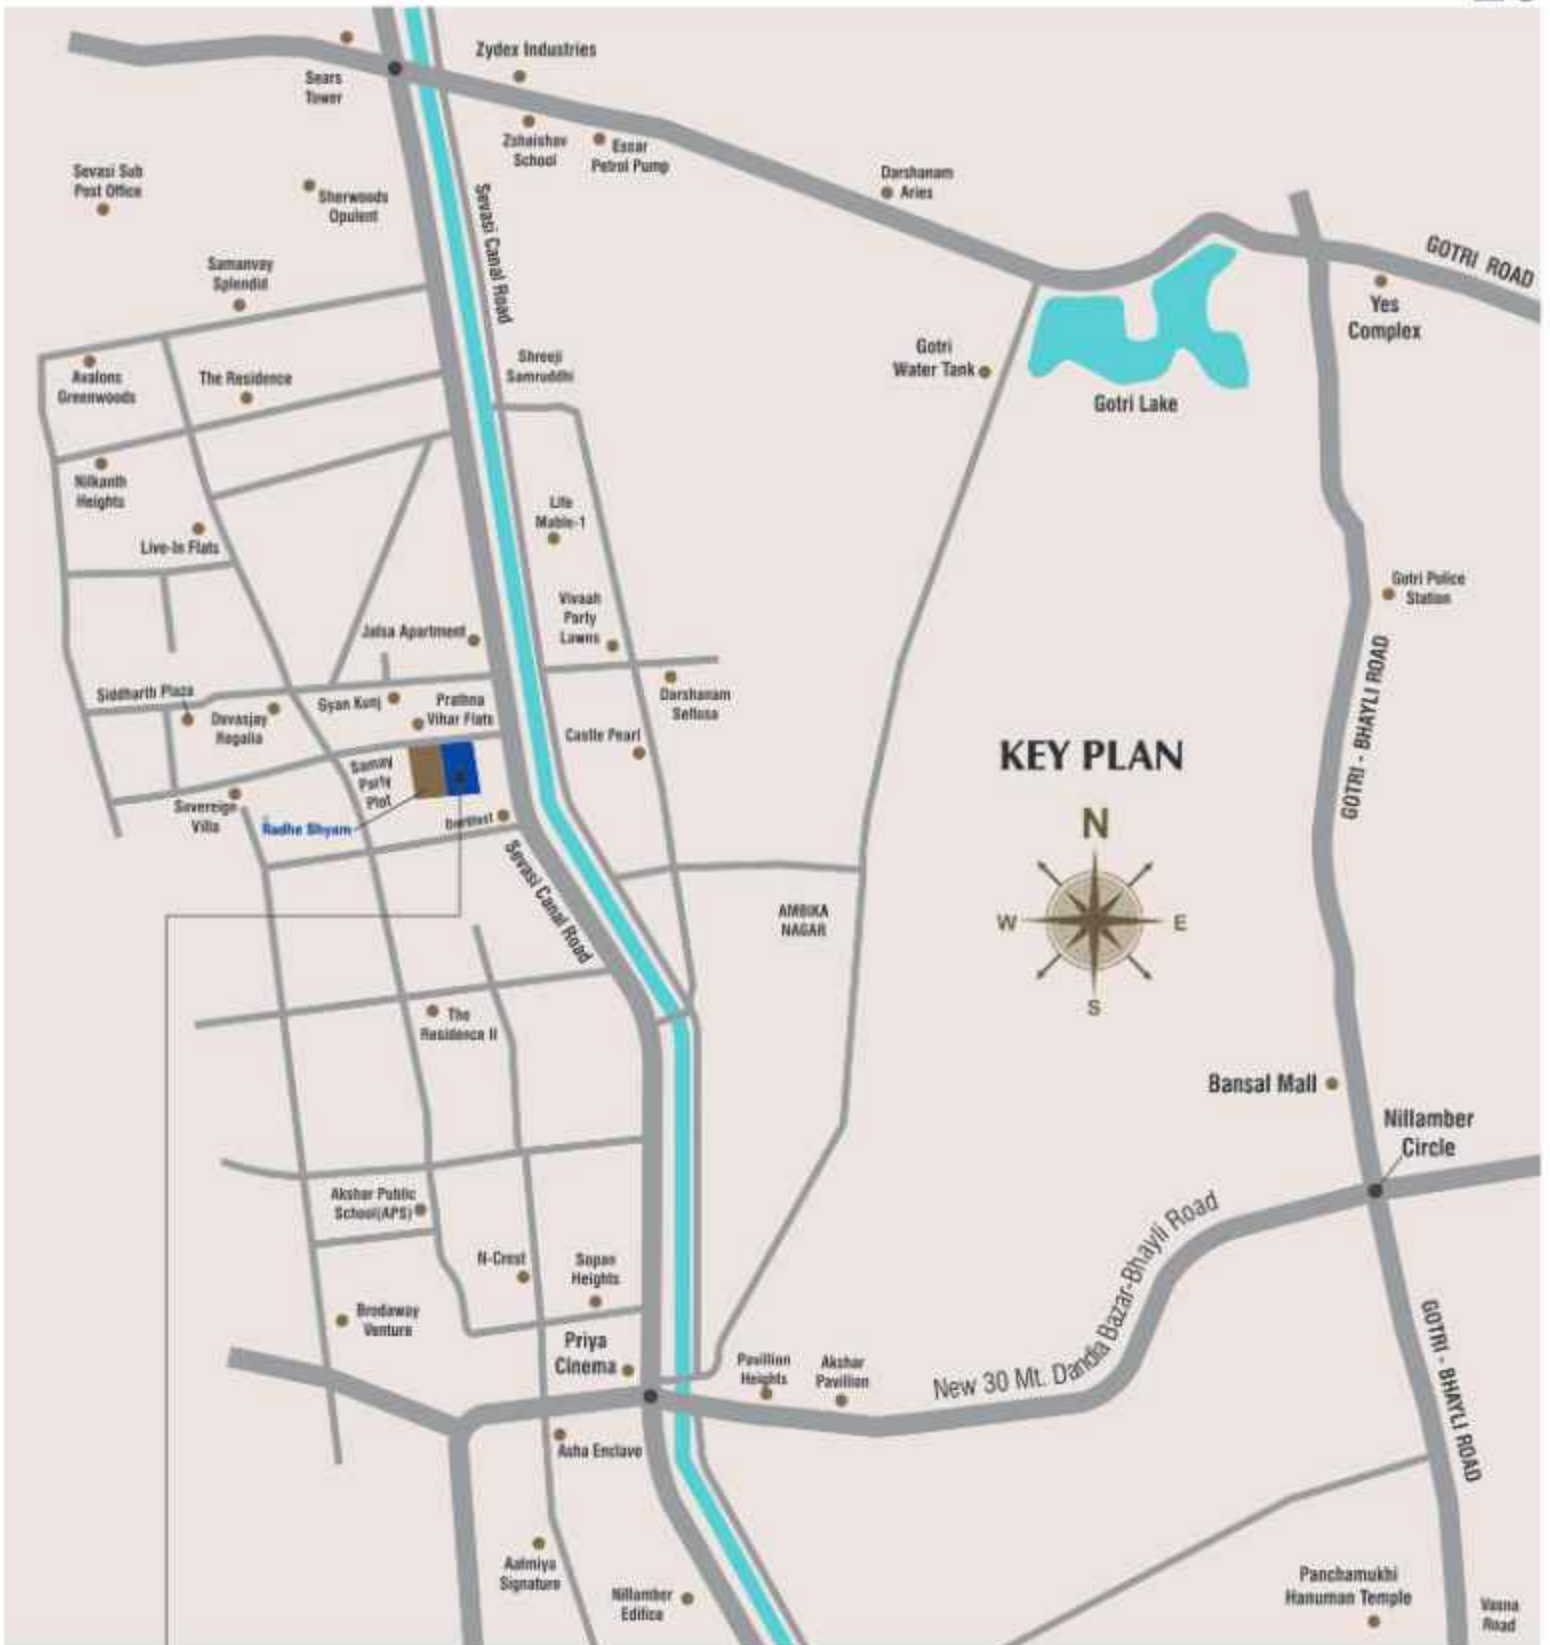 Zydex Industries
Sears
Tower
Zshaishav
School
Essar
Petrol Pump
Sevasi Sub
Post Office
Sherwoods
Opulent
Sevasi Canal Road
Darshanam
Aries
GOTRI ROAD
Yes
Complex
Samanvay
Splendid
Gotri
Water Tank
Gotri Lake
Avalons
Greenwoods
The Residence
Shreeji
Samruddhi
Nilkanth
Heights
Live-In Flats
Life
Mable-1
Vivaah
Party
Lawns
Gotri Police
Station
GOTRI - BHAYLI ROAD
Jalsa Apartment
Siddharth Plaza
Devasjay
Regalia
Gyan Kunj
Prathna
Vihar Flats
Darshanam
Castle Pearl
KEY PLAN
Samay
Party
Plot
Sovereign
Villa
Radhe Shyam
Sevasi Canal Road
N
W
E
S
AMBIKA
NAGAR
The
Residence II
Bansal Mall
Nillamber
Circle
Akshar Public
School(APS)
N-Crest
Sopan
Heights
Brodaway
Venture
Priya
Cinema
Pavillion
Heights
Akshar
Pavillion
New 30 Mt. Dandia Bazar-Bhayli Road
GOTRI - BHAYLI ROAD
Asha Enclave
Aatmiya
Signature
Nillamber
Edifice
Panchamukhi
Hanuman Temple
Vasna
Road